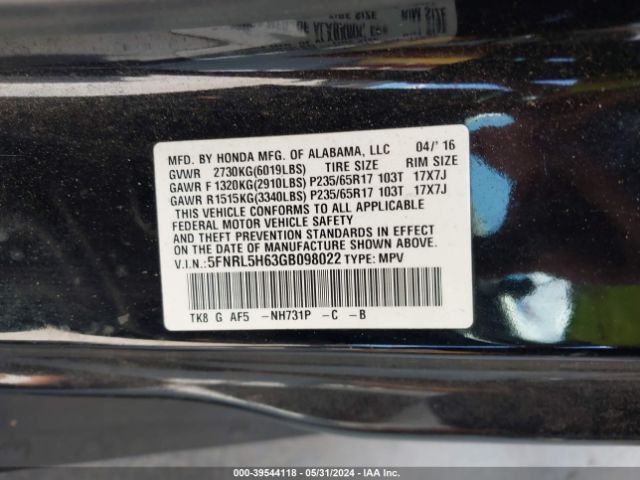 MFD. BY HONDA MFG. OF ALABAMA, LLC 04/'16
GVWR 2730KG(6019LBS) TIRE SIZE RIM SIZE
GAWR F 1320KG(2910LBS) P235/65R17 103T 17X7J
GAWR R 1515KG(3340LBS) P235/65R17 103T 17X7J
THIS VEHICLE CONFORMS TO ALL APPLICABLE
FEDERAL MOTOR VEHICLE SAFETY
AND THEFT PREVENTION STANDARDS IN EFFECT
ON THE DATE OF MANUFACTURE SHOWN ABOVE.
V.I.N.:5FNRL5H63GB098022 TYPE: MPV
TK8 G AF5 -NH731P -C -B
000-39544118 - 05/31/2024 - IAA Inc.